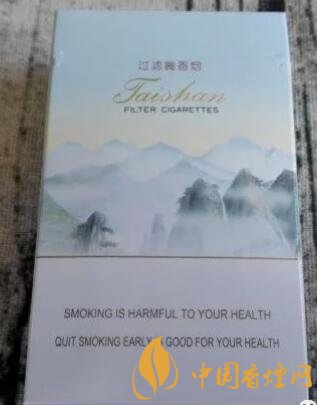 过滤嘴香烟
Taishan
FILTER CIGARETTES
SMOKING IS HARMFUL TO YOUR HEALTH
QUIT SMOKING EARLY IS GOOD FOR YOUR HEALTH
中国香烟网